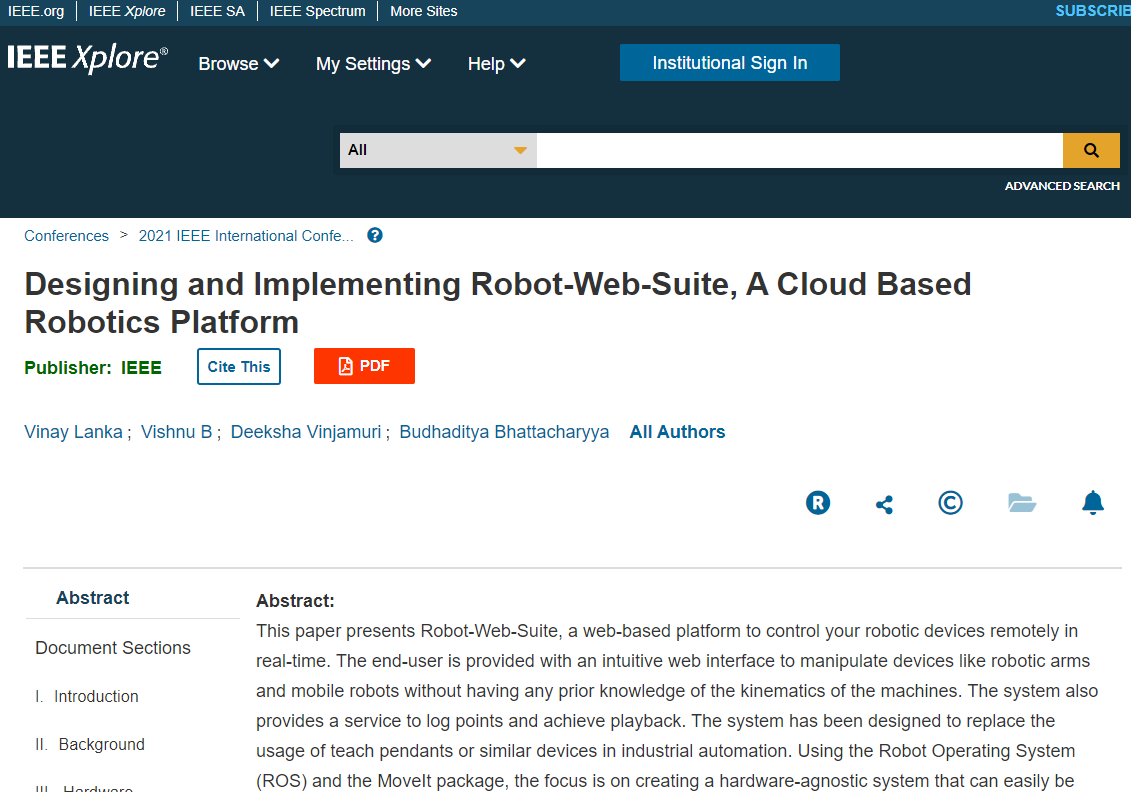 IEEE.org IEEE Xplore IEEE SA IEEE Spectrum More Sites SUBSCRIB
IEEE Xplore® Browse My Settings Help Institutional Sign In
All
ADVANCED SEARCH
Conferences > 2021 IEEE International Confe... ?
Designing and Implementing Robot-Web-Suite, A Cloud Based
Robotics Platform
Publisher: IEEE Cite This PDF
Vinay Lanka ; Vishnu B ; Deeksha Vinjamuri ; Budhaditya Bhattacharyya All Authors
R ©
Abstract
Document Sections
I. Introduction
II. Background
III. Hardware
Abstract:
This paper presents Robot-Web-Suite, a web-based platform to control your robotic devices remotely in
real-time. The end-user is provided with an intuitive web interface to manipulate devices like robotic arms
and mobile robots without having any prior knowledge of the kinematics of the machines. The system also
provides a service to log points and achieve playback. The system has been designed to replace the
usage of teach pendants or similar devices in industrial automation. Using the Robot Operating System
(ROS) and the MoveIt package, the focus is on creating a hardware-agnostic system that can easily be